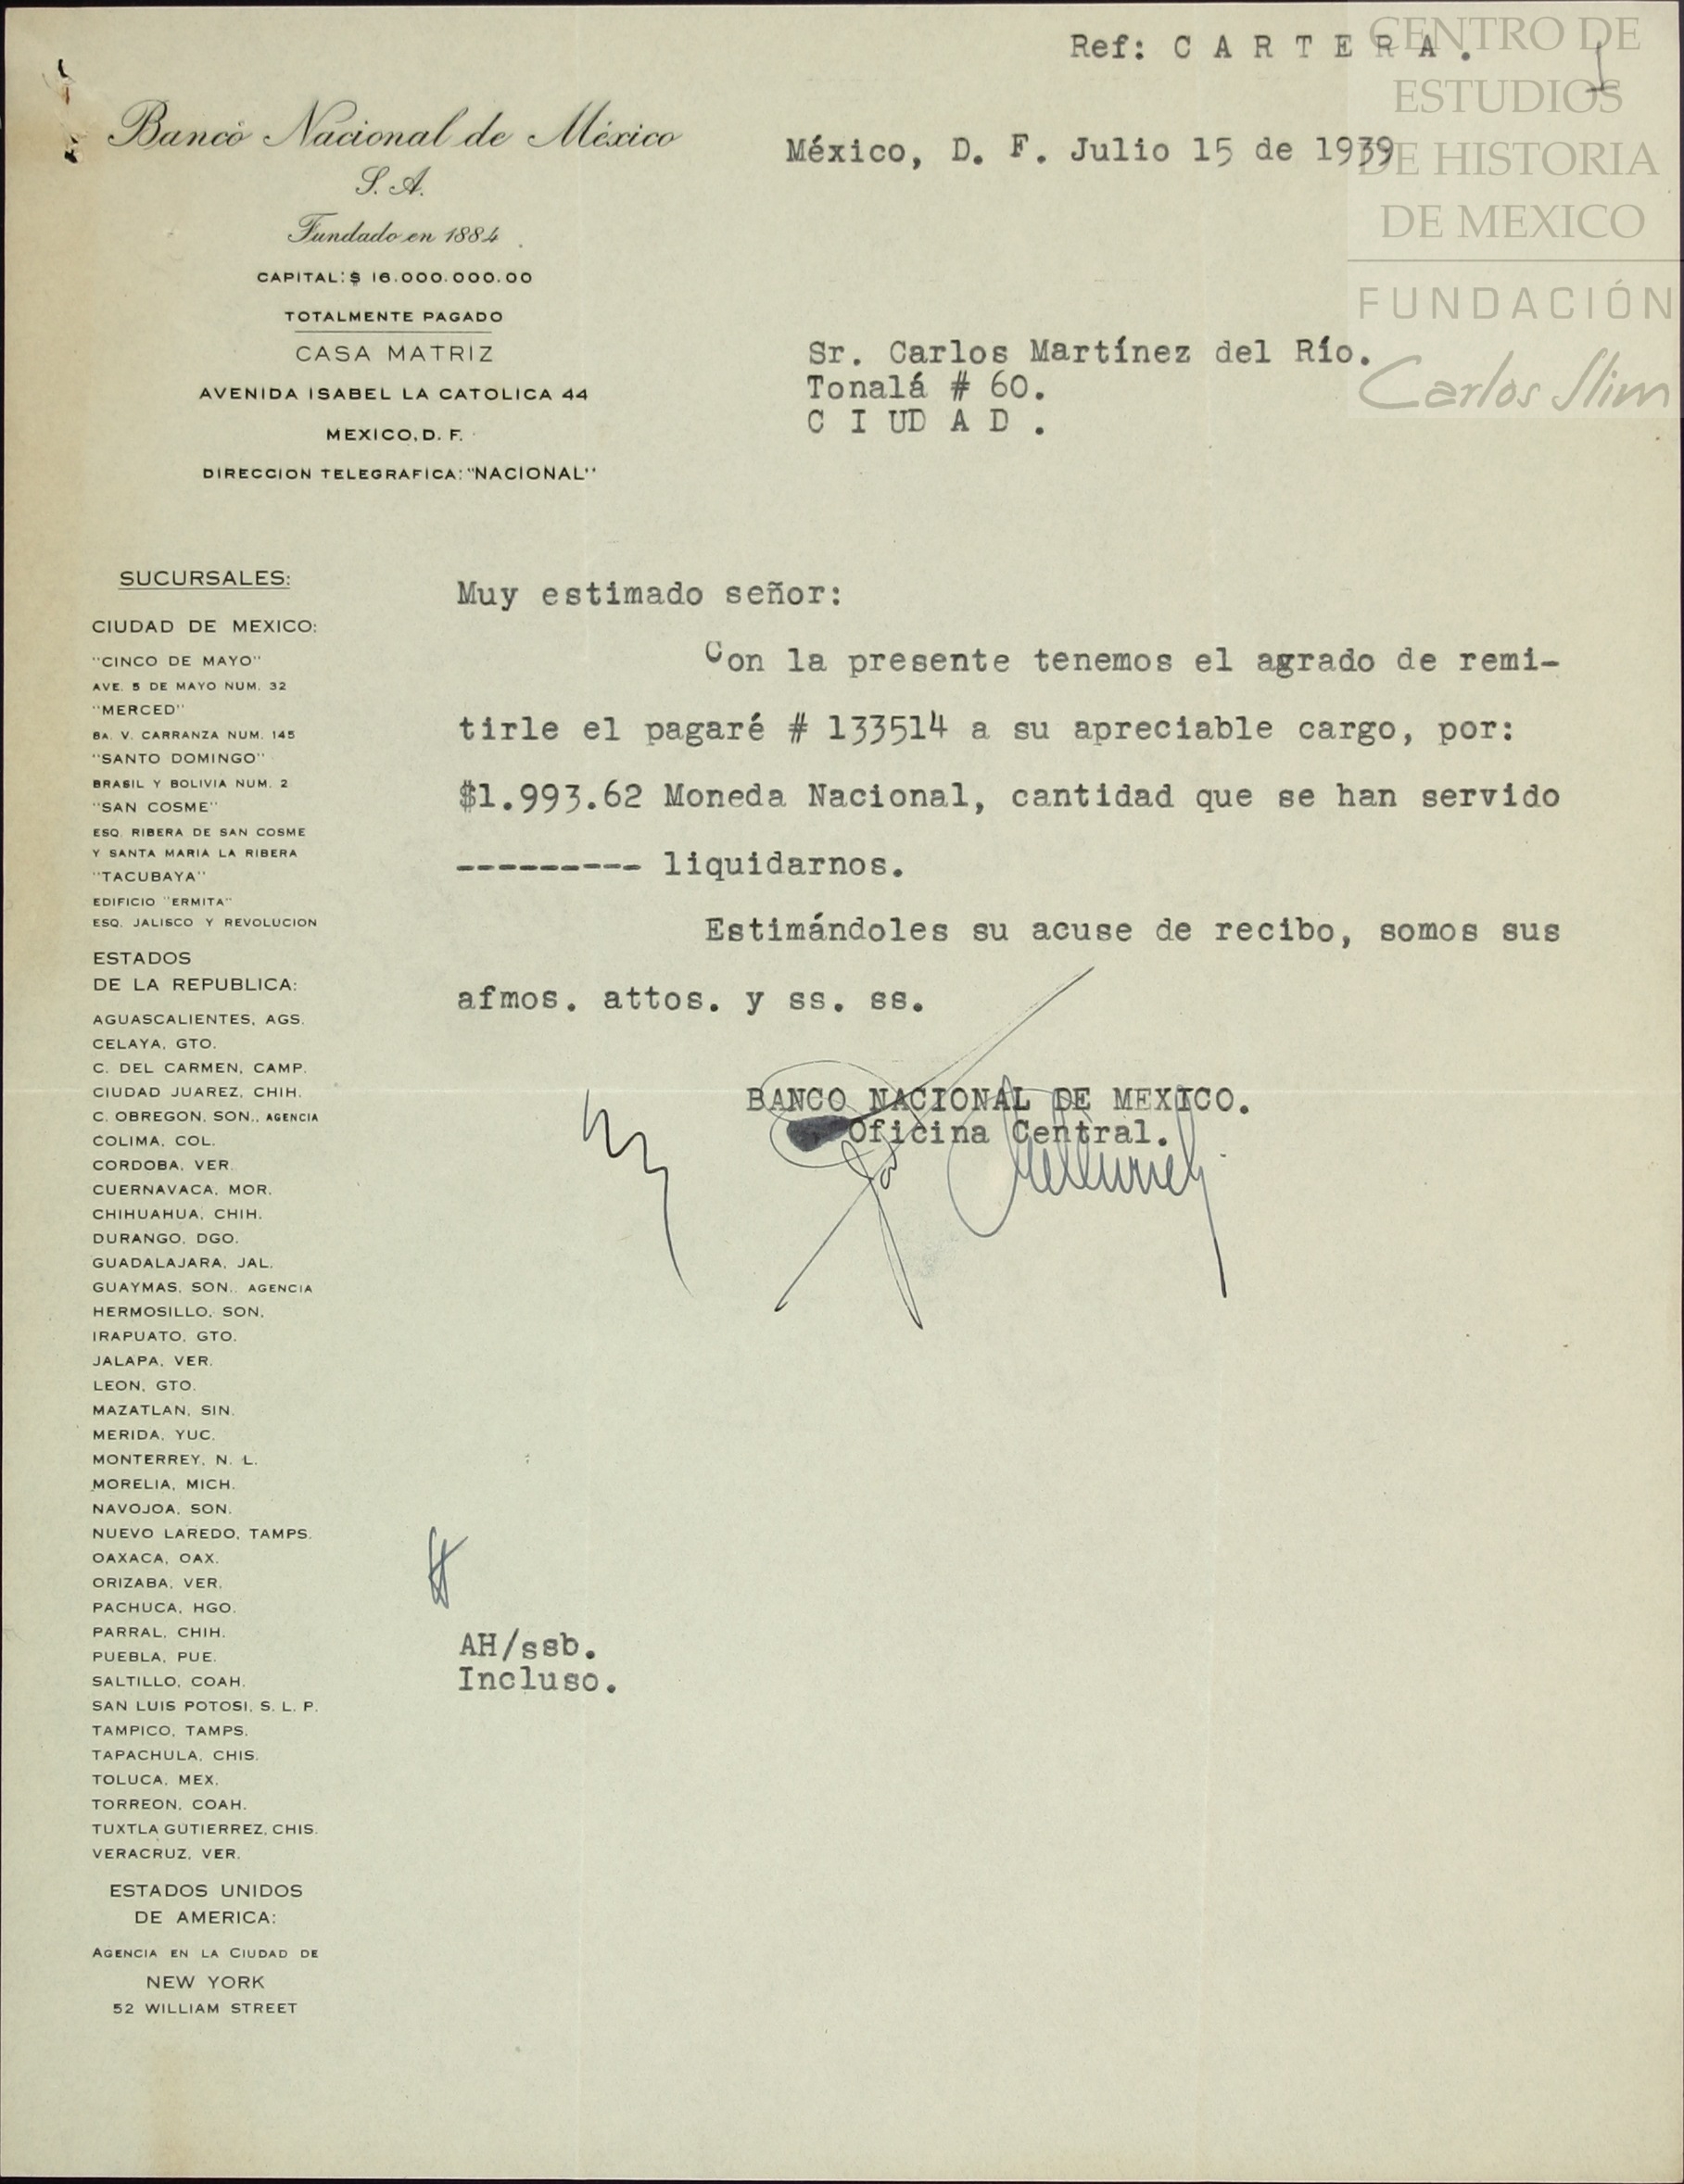 Ref: C A R T E R A .
CENTRO DE
ESTUDIOS
DE HISTORIA
DE MEXICO
FUNDACIÓN
Carlos Slim
Banco Nacional de México
S. A.
Fundado en 1884
CAPITAL: $ 16.000.000.00
TOTALMENTE PAGADO
CASA MATRIZ
AVENIDA ISABEL LA CATOLICA 44
MEXICO, D. F.
DIRECCION TELEGRAFICA: "NACIONAL"
México, D. F. Julio 15 de 1939
Sr. Carlos Martínez del Río.
Tonalá # 60.
C I UD A D .
SUCURSALES:
CIUDAD DE MEXICO:
"CINCO DE MAYO"
AVE. 5 DE MAYO NUM. 32
"MERCED"
8A. V. CARRANZA NUM. 145
"SANTO DOMINGO"
BRASIL Y BOLIVIA NUM. 2
"SAN COSME"
ESQ. RIBERA DE SAN COSME
Y SANTA MARIA LA RIBERA
"TACUBAYA"
EDIFICIO "ERMITA"
ESQ. JALISCO Y REVOLUCION
ESTADOS
DE LA REPUBLICA:
AGUASCALIENTES, AGS.
CELAYA, GTO.
C. DEL CARMEN, CAMP.
CIUDAD JUAREZ, CHIH.
C. OBREGON, SON., AGENCIA
COLIMA, COL.
CORDOBA, VER.
CUERNAVACA, MOR.
CHIHUAHUA, CHIH.
DURANGO, DGO.
GUADALAJARA, JAL.
GUAYMAS, SON., AGENCIA
HERMOSILLO, SON.
IRAPUATO, GTO.
JALAPA, VER.
LEON, GTO.
MAZATLAN, SIN.
MERIDA, YUC.
MONTERREY, N. L.
MORELIA, MICH.
NAVOJOA, SON.
NUEVO LAREDO, TAMPS.
OAXACA, OAX.
ORIZABA, VER.
PACHUCA, HGO.
PARRAL, CHIH.
PUEBLA, PUE.
SALTILLO, COAH.
SAN LUIS POTOSI, S. L. P.
TAMPICO, TAMPS.
TAPACHULA, CHIS.
TOLUCA, MEX.
TORREON, COAH.
TUXTLA GUTIERREZ, CHIS.
VERACRUZ, VER.
ESTADOS UNIDOS
DE AMERICA:
AGENCIA EN LA CIUDAD DE
NEW YORK
52 WILLIAM STREET
Muy estimado señor:
Con la presente tenemos el agrado de remi-
tirle el pagaré # 133514 a su apreciable cargo, por:
$1.993.62 Moneda Nacional, cantidad que se han servido
--------- liquidarnos.
Estimándoles su acuse de recibo, somos sus
afmos. attos. y ss. ss.
BANCO NACIONAL DE MEXICO.
Oficina Central.
AH/ssb.
Incluso.